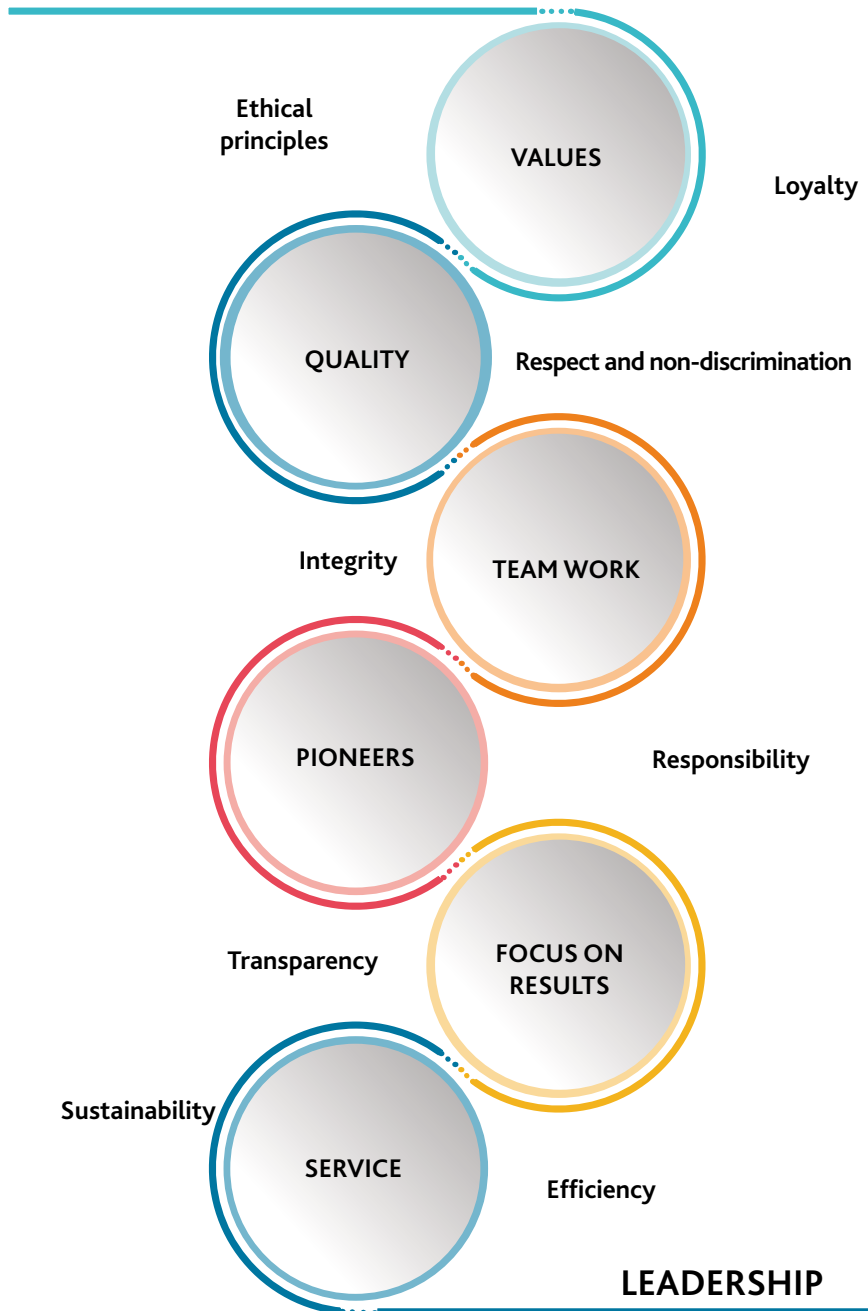 Ethical
principles
VALUES
Loyalty
QUALITY
Respect and non-discrimination
Integrity
TEAM WORK
PIONEERS
Responsibility
Transparency
FOCUS ON
RESULTS
Sustainability
SERVICE
Efficiency
LEADERSHIP